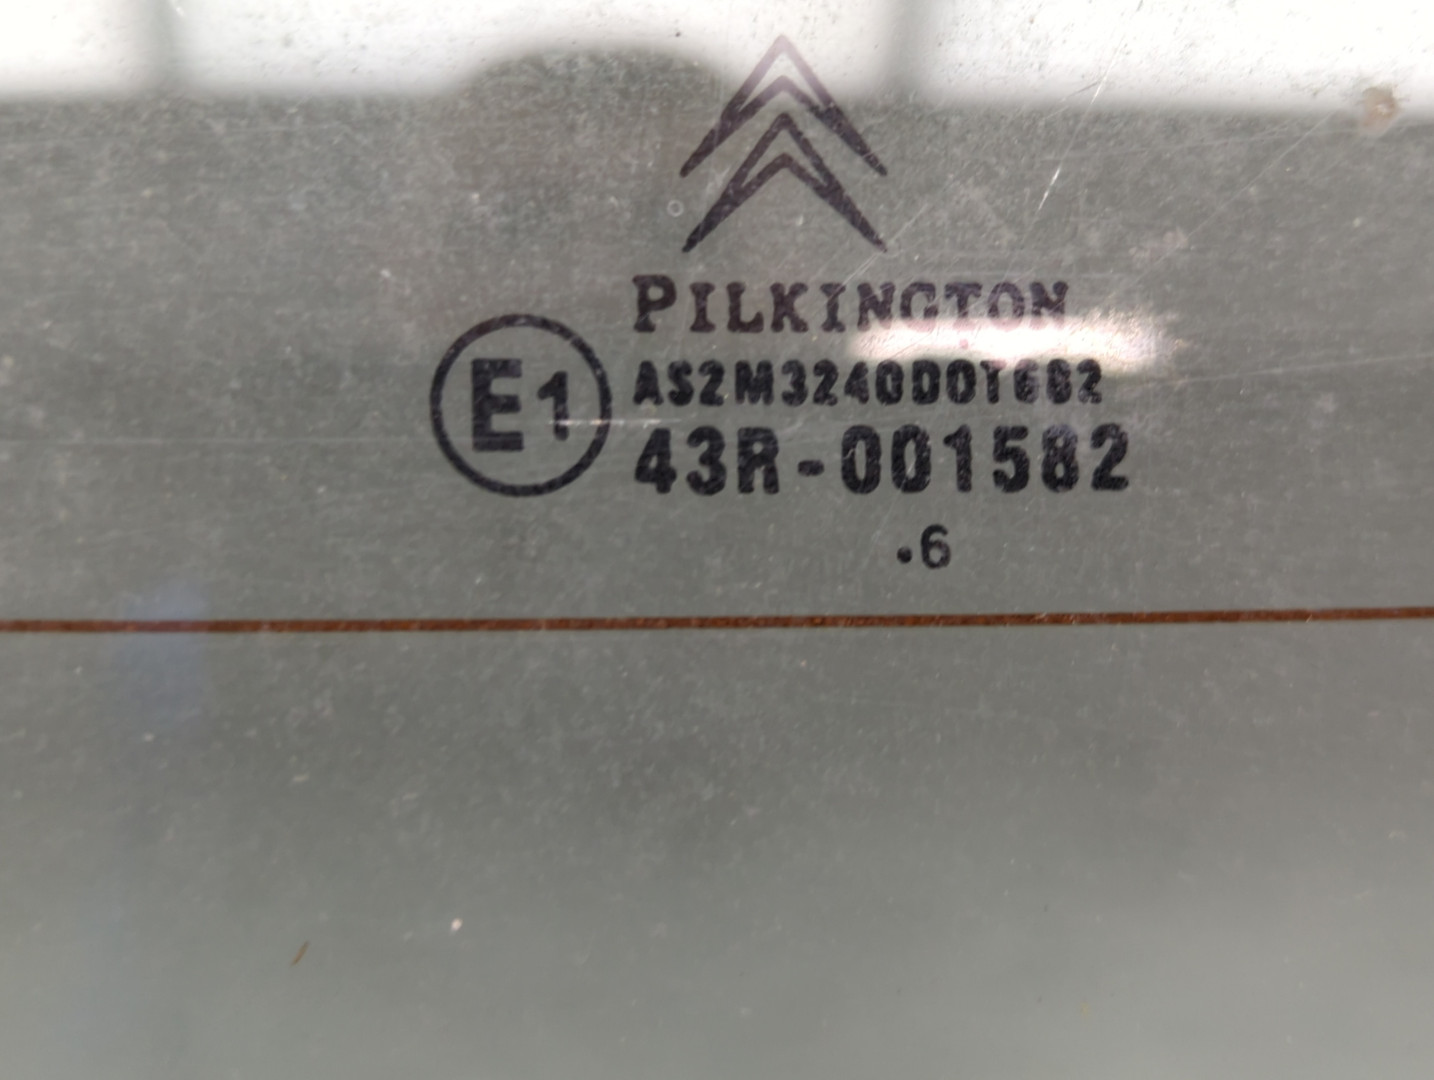 PILKINGTON
E1
AS2M3240DOT682
43R-001582
.6